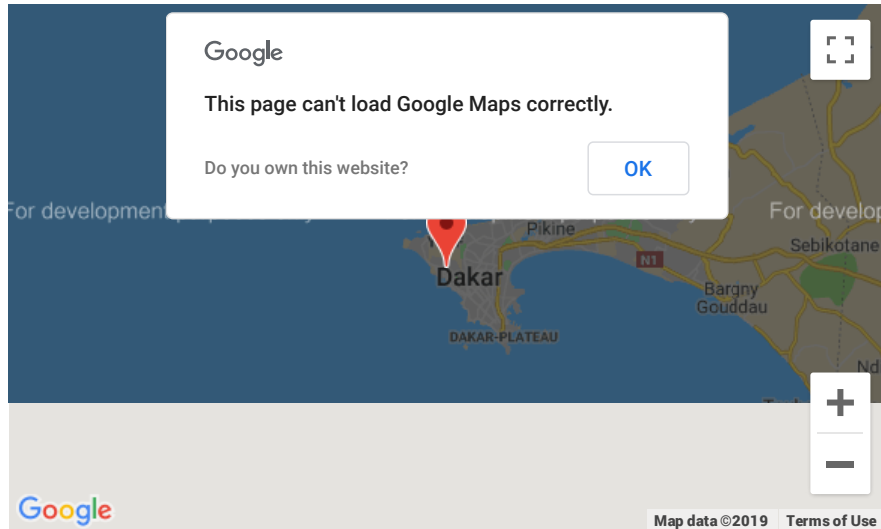 Google
This page can't load Google Maps correctly.
Do you own this website?
OK
For development
For develop
Pikine
Sebikotane
N1
Dakar
Bargny
Gouddau
DAKAR-PLATEAU
Nd
Google
Map data ©2019 Terms of Use